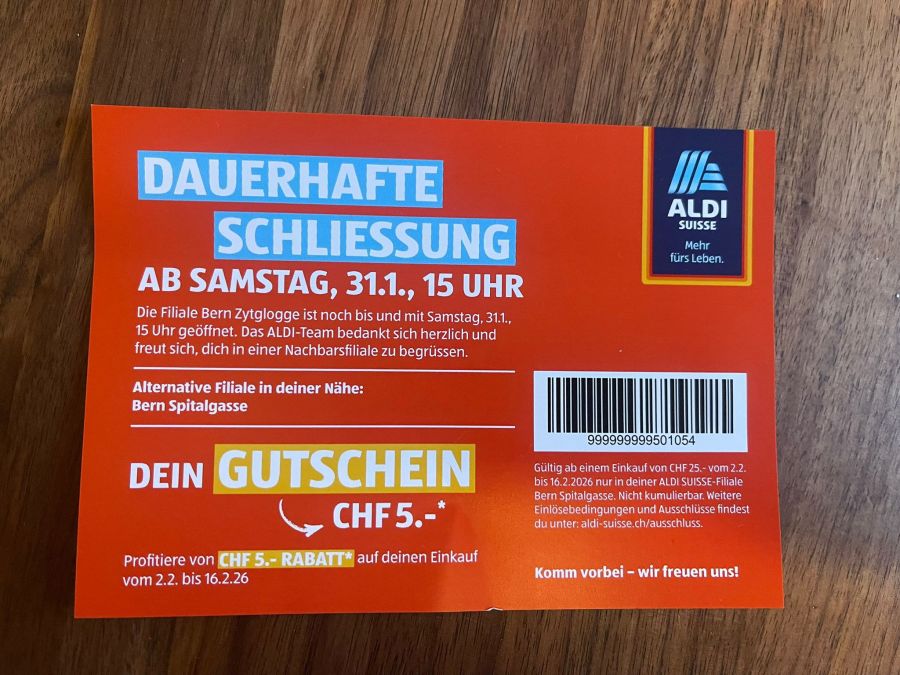 DAUERHAFTE
SCHLIESSUNG
AB SAMSTAG, 31.1., 15 UHR
Die Filiale Bern Zytglogge ist noch bis und mit Samstag, 31.1.,
15 Uhr geöffnet. Das ALDI-Team bedankt sich herzlich und
freut sich, dich in einer Nachbarsfiliale zu begrüssen.
Alternative Filiale in deiner Nähe:
Bern Spitalgasse
DEIN GUTSCHEIN
CHF 5.-*
Profitiere von CHF 5.- RABATT* auf deinen Einkauf
vom 2.2. bis 16.2.26
ALDI
SUISSE
Mehr
fürs Leben.
999999999501054
Gültig ab einem Einkauf von CHF 25.- vom 2.2.
bis 16.2.2026 nur in deiner ALDI SUISSE-Filiale
Bern Spitalgasse. Nicht kumulierbar. Weitere
Einlösebedingungen und Ausschlüsse findest
du unter: aldi-suisse.ch/ausschluss.
Komm vorbei – wir freuen uns!